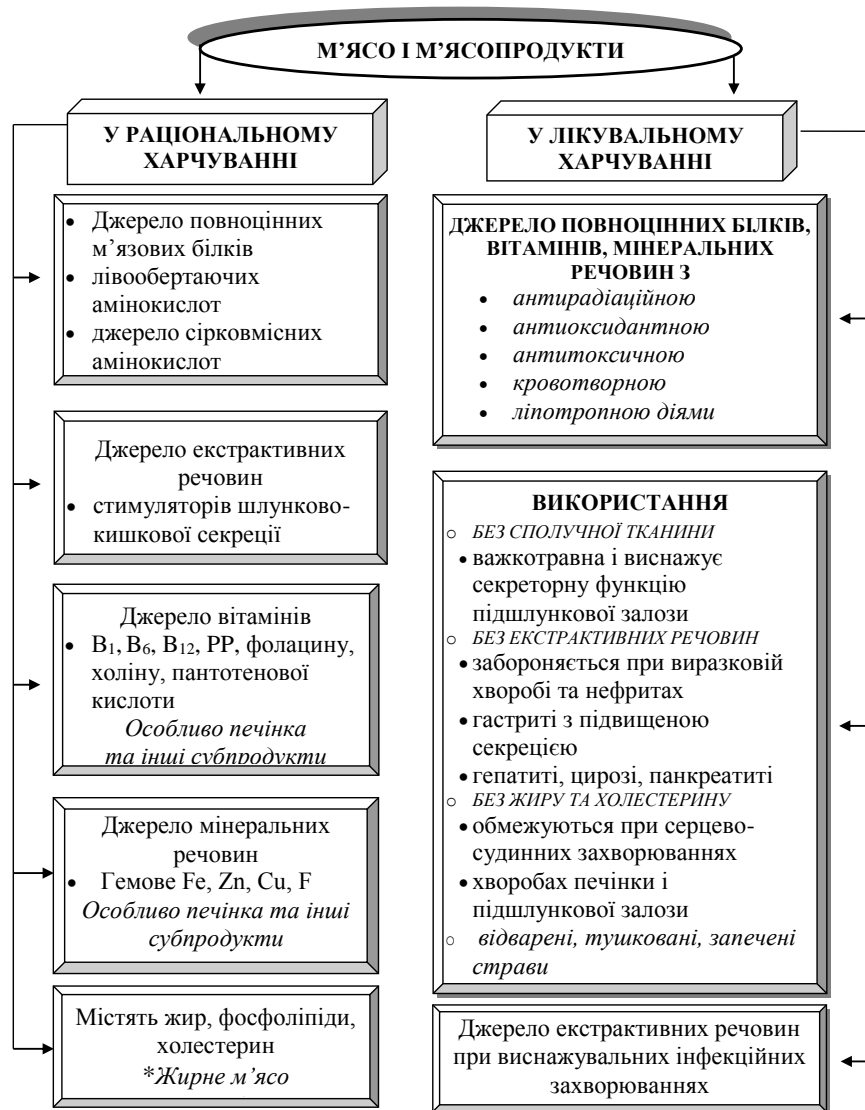 М’ЯСО І М’ЯСОПРОДУКТИ
У РАЦІОНАЛЬНОМУ
ХАРЧУВАННІ
• Джерело повноцінних
м’язових білків
• лівообертаючих
амінокислот
• джерело сірковмісних
амінокислот
Джерело екстрактивних
речовин
• стимуляторів шлунково-
кишкової секреції
Джерело вітамінів
• В₁, В₆, В₁₂, РР, фолацину,
холіну, пантотенової
кислоти
Особливо печінка
та інші субпродукти
Джерело мінеральних
речовин
• Гемове Fe, Zn, Cu, F
Особливо печінка та інші
субпродукти
Містять жир, фосфоліпіди,
холестерин
*Жирне м’ясо
У ЛІКУВАЛЬНОМУ
ХАРЧУВАННІ
ДЖЕРЕЛО ПОВНОЦІННИХ БІЛКІВ,
ВІТАМІНІВ, МІНЕРАЛЬНИХ
РЕЧОВИН З
• антирадіаційною
• антиоксидантною
• антитоксичною
• кровотворною
• ліпотропною діями
ВИКОРИСТАННЯ
○ БЕЗ СПОЛУЧНОЇ ТКАНИНИ
• важкотравна і виснажує
секреторну функцію
підшлункової залози
○ БЕЗ ЕКСТРАКТИВНИХ РЕЧОВИН
• забороняється при виразковій
хворобі та нефритах
• гастриті з підвищеною
секрецією
• гепатиті, цирозі, панкреатиті
○ БЕЗ ЖИРУ ТА ХОЛЕСТЕРИНУ
• обмежуються при серцево-
судинних захворюваннях
• хворобах печінки і
підшлункової залози
○ відварені, тушковані, запечені
страви
Джерело екстрактивних речовин
при виснажувальних інфекційних
захворюваннях